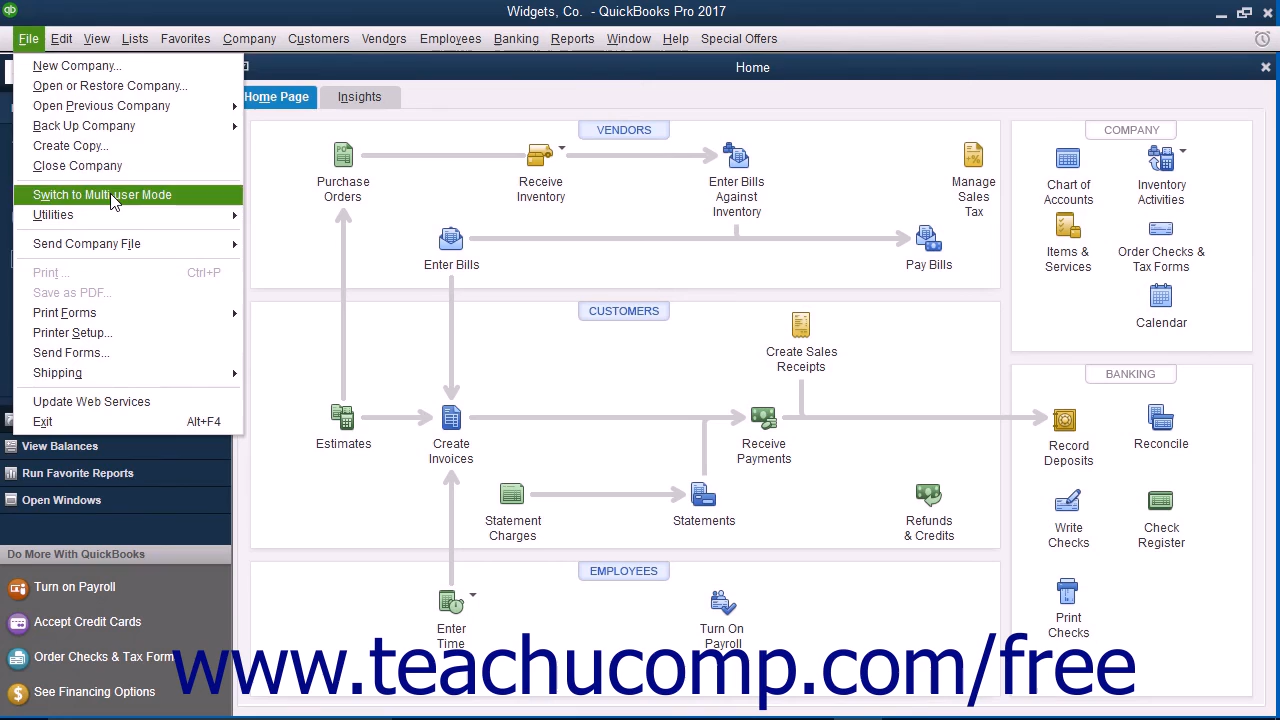 qb
Widgets, Co. - QuickBooks Pro 2017
File Edit View Lists Favorites Company Customers Vendors Employees Banking Reports Window Help Special Offers
New Company...
Open or Restore Company...
Open Previous Company
Back Up Company
Create Copy...
Close Company
Switch to Multi-user Mode
Utilities
Send Company File
Print ... Ctrl+P
Save as PDF...
Print Forms
Printer Setup...
Send Forms...
Shipping
Update Web Services
Exit Alt+F4
View Balances
Run Favorite Reports
Open Windows
Do More With QuickBooks
Turn on Payroll
Accept Credit Cards
Order Checks & Tax Form
See Financing Options
Home
Home Page Insights
VENDORS
Purchase
Orders
Receive
Inventory
Enter Bills
Against
Inventory
Manage
Sales
Tax
Enter Bills
Pay Bills
CUSTOMERS
Create Sales
Receipts
Estimates
Create
Invoices
Receive
Payments
Statement
Charges
Statements
Refunds
& Credits
EMPLOYEES
Enter
Time
Turn On
Payroll
COMPANY
Chart of
Accounts
Inventory
Activities
Items &
Services
Order Checks &
Tax Forms
Calendar
BANKING
Record
Deposits
Reconcile
Write
Checks
Check
Register
Print
Checks
www.teachucomp.com/free